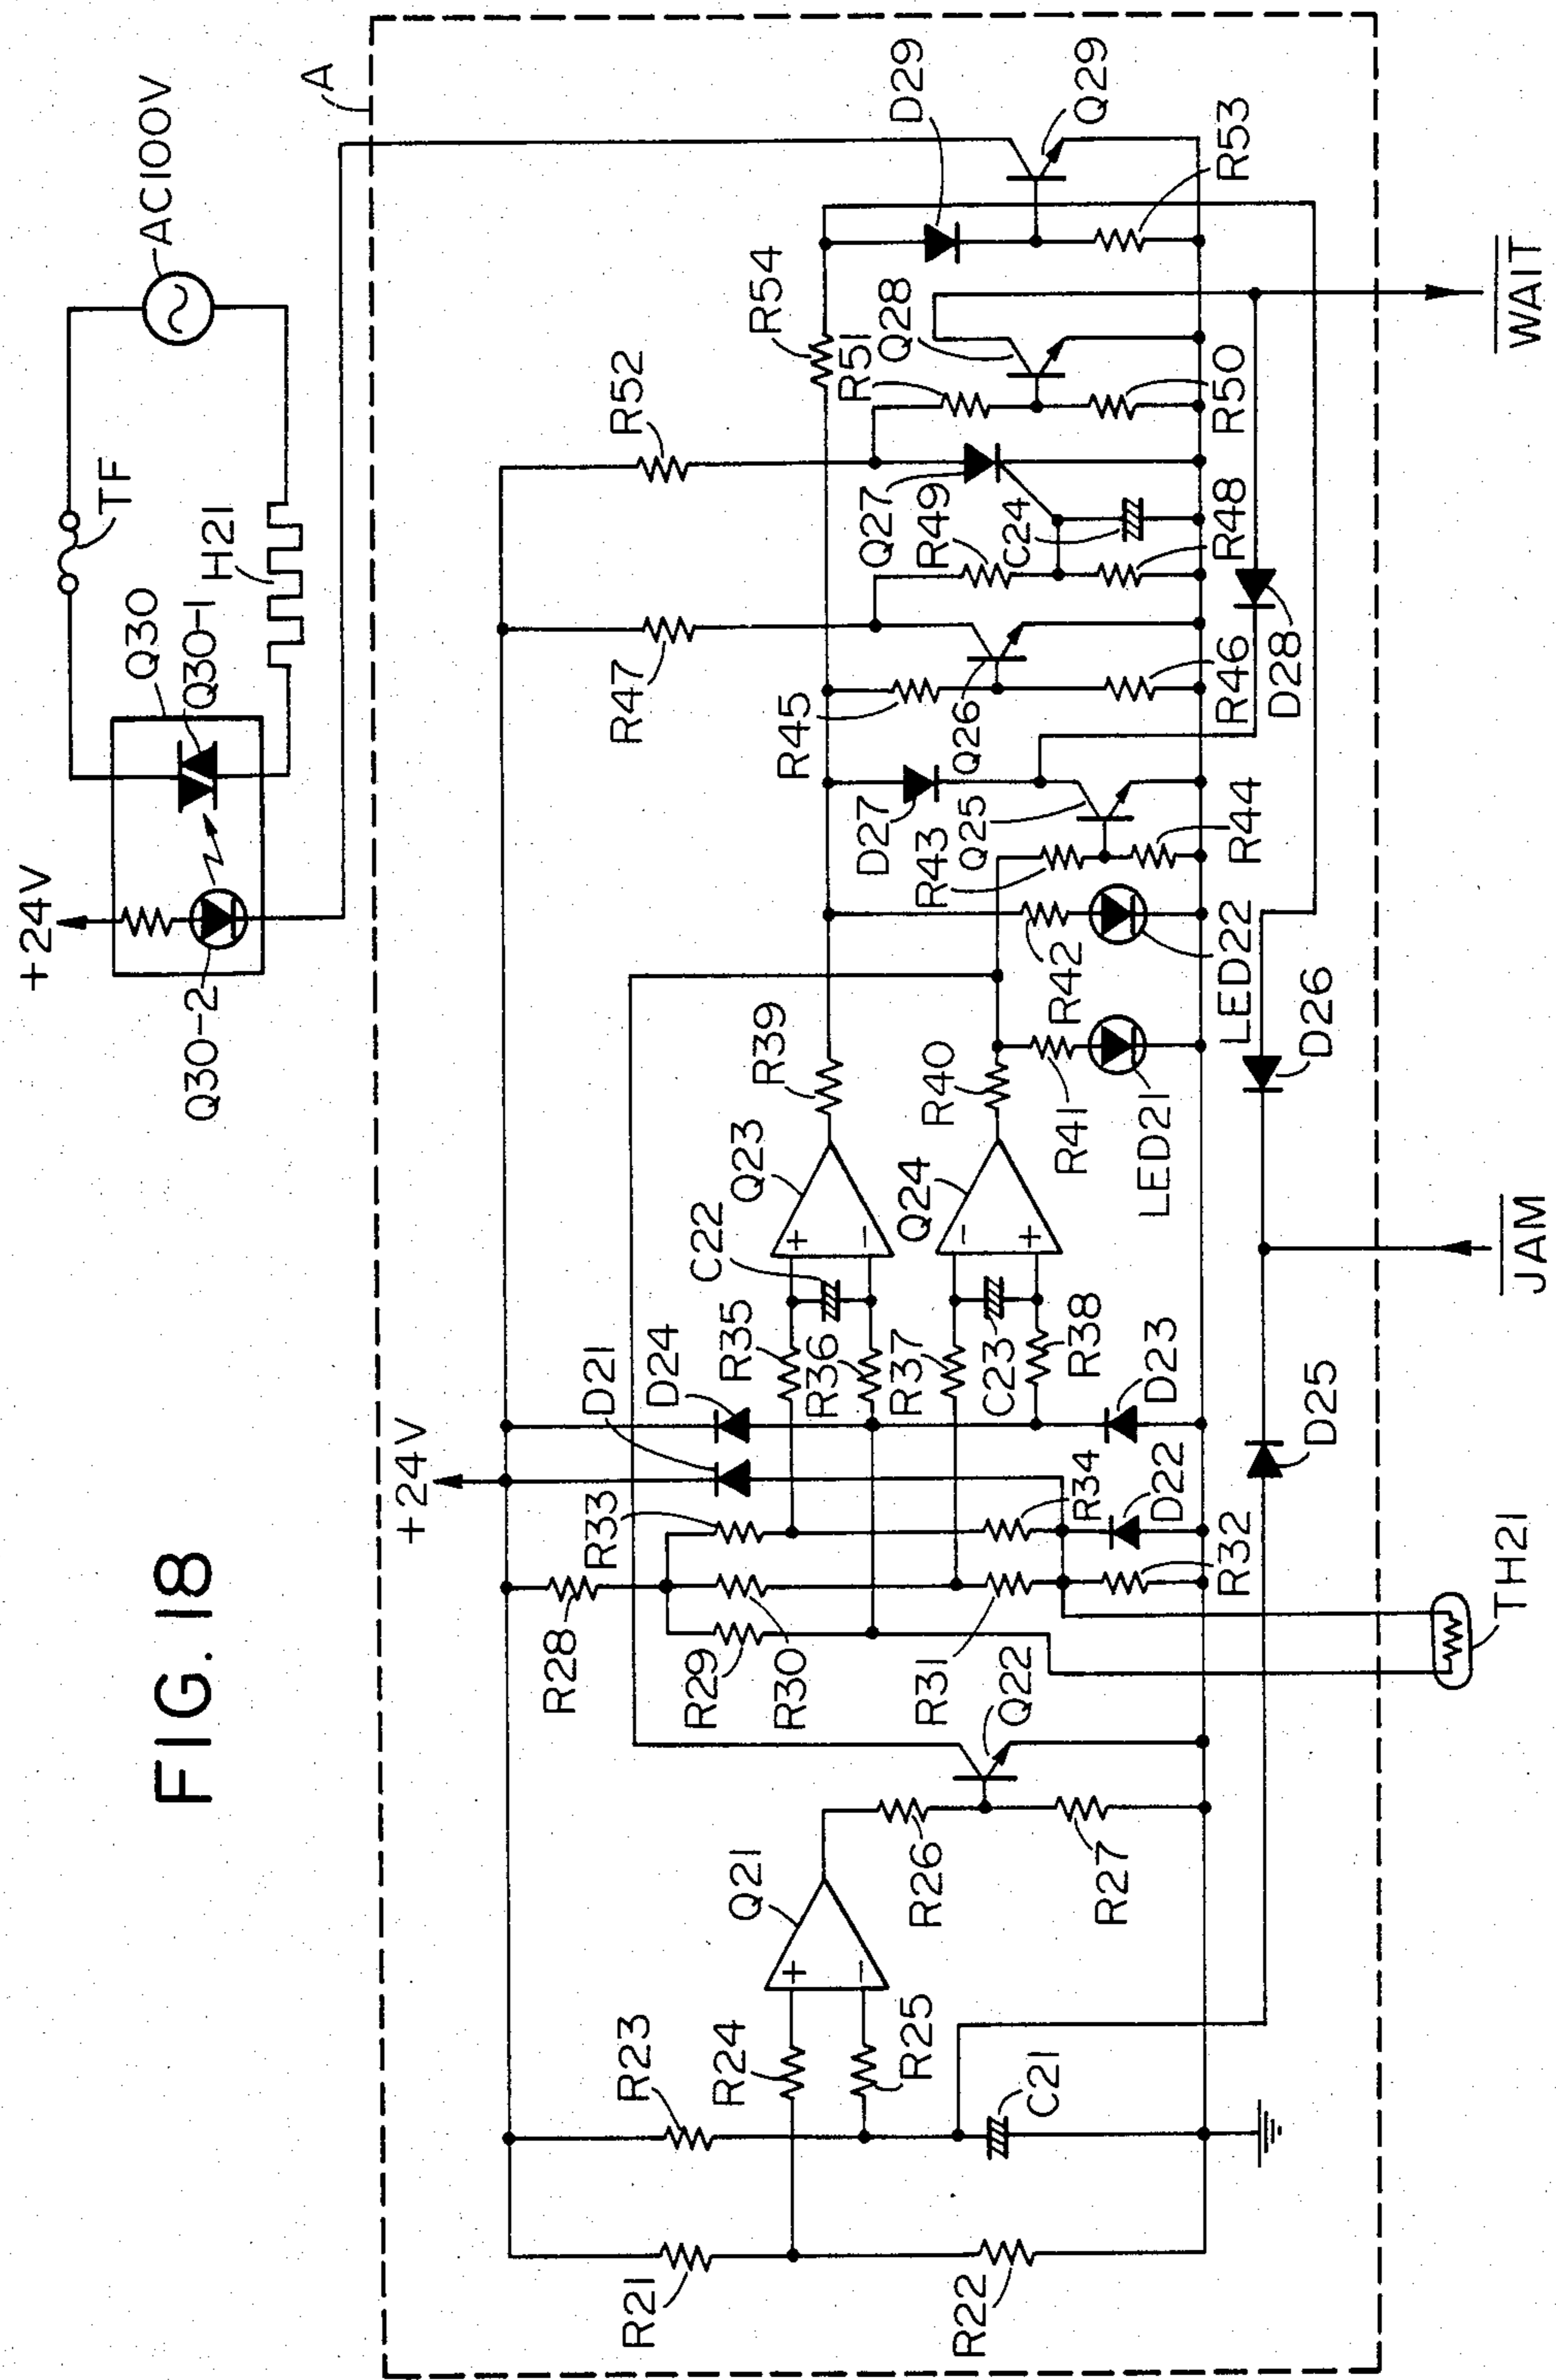 FIG. 18
+24V
Q30-2
Q30
Q30-1
TF
H21
AC100V
A
+24V
R21
R22
R23
R24
R25
C21
Q21
R26
R27
Q22
R28
R29
R30
R31
R33
D21
D24
R34
D22
R32
TH21
R35
R36
R37
R38
C22
C23
D23
D25
Q23
Q24
R39
R40
R41
LED21
R42
LED22
D26
R43
R44
Q25
D27
R45
Q26
R46
D28
R47
R48
R49
C24
Q27
R52
R51
R50
Q28
R54
D29
Q29
R53
+
-
+
-
-
+
JAM
WAIT